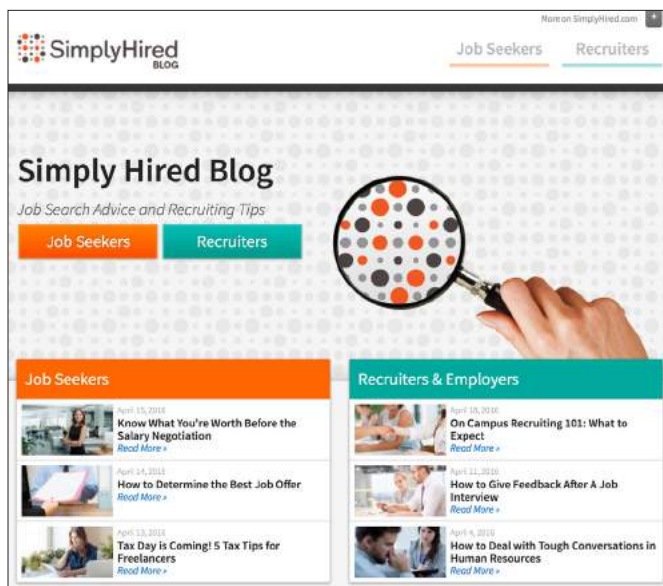 More on SimplyHired.com +
SimplyHired
BLOG
Job Seekers Recruiters
Simply Hired Blog
Job Search Advice and Recruiting Tips
Job Seekers Recruiters
Job Seekers
April 15, 2016
Know What You're Worth Before the
Salary Negotiation
Read More »
April 14, 2016
How to Determine the Best Job Offer
Read More »
April 13, 2016
Tax Day is Coming! 5 Tax Tips for
Freelancers
Read More »
Recruiters & Employers
April 18, 2016
On Campus Recruiting 101: What to
Expect
Read More »
April 11, 2016
How to Give Feedback After A Job
Interview
Read More »
April 4, 2016
How to Deal with Tough Conversations in
Human Resources
Read More »